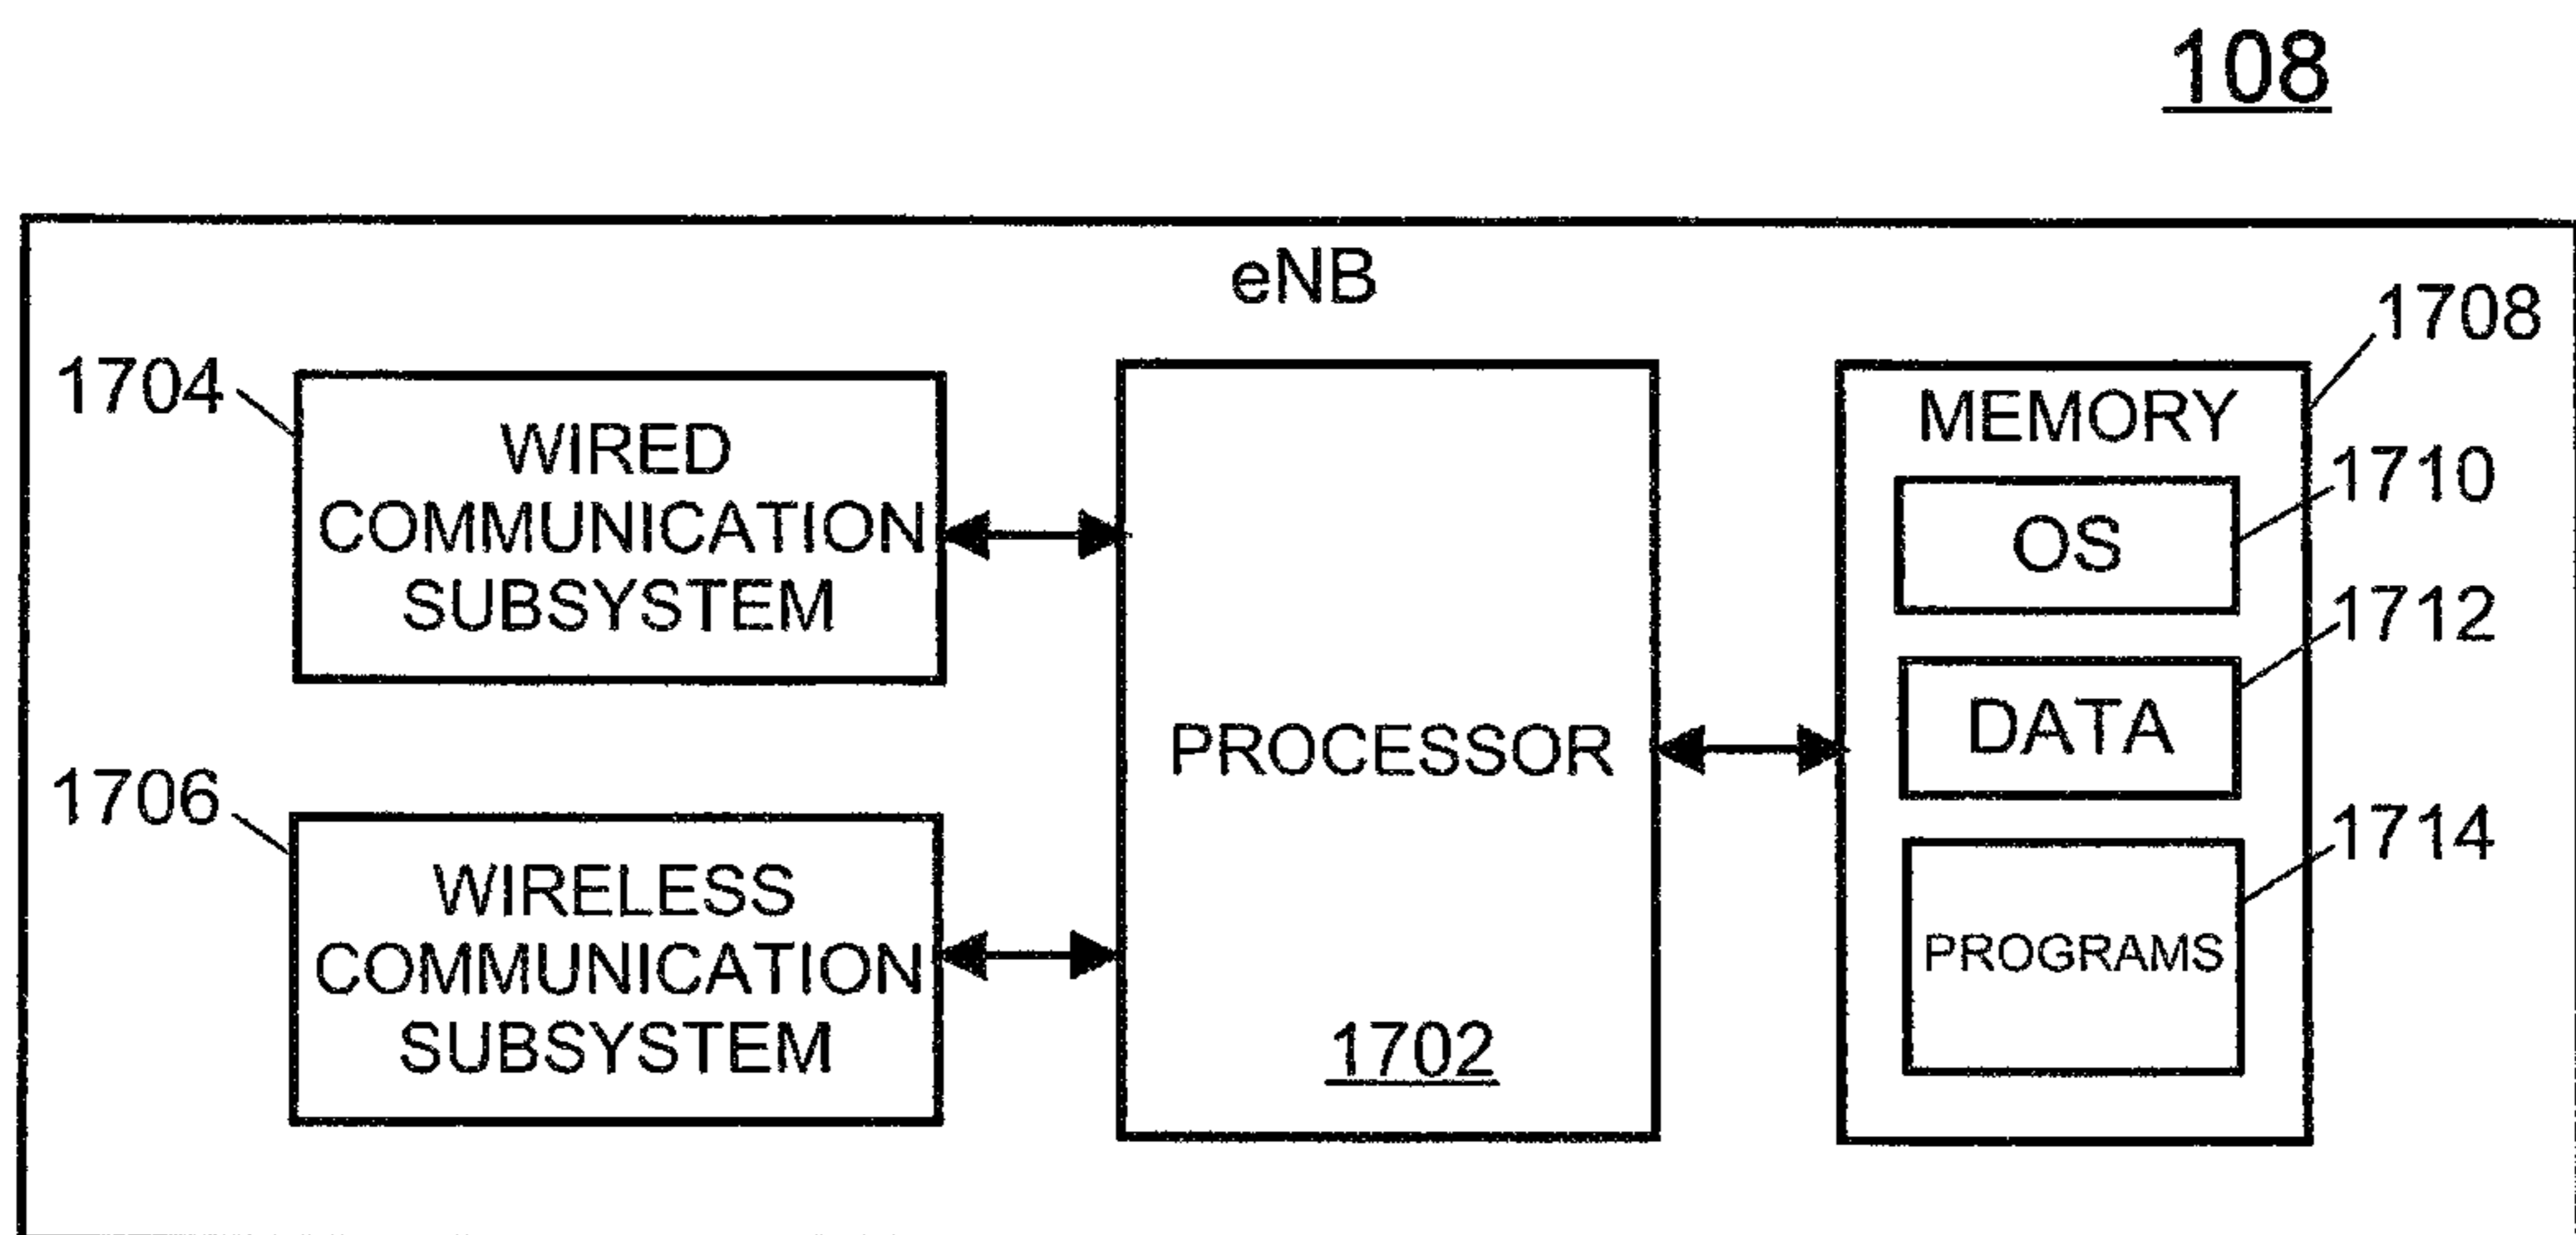 108
eNB
1708
1704
WIRED
COMMUNICATION
SUBSYSTEM
MEMORY
1710
OS
1712
DATA
PROCESSOR
1706
WIRELESS
COMMUNICATION
SUBSYSTEM
1714
PROGRAMS
1702